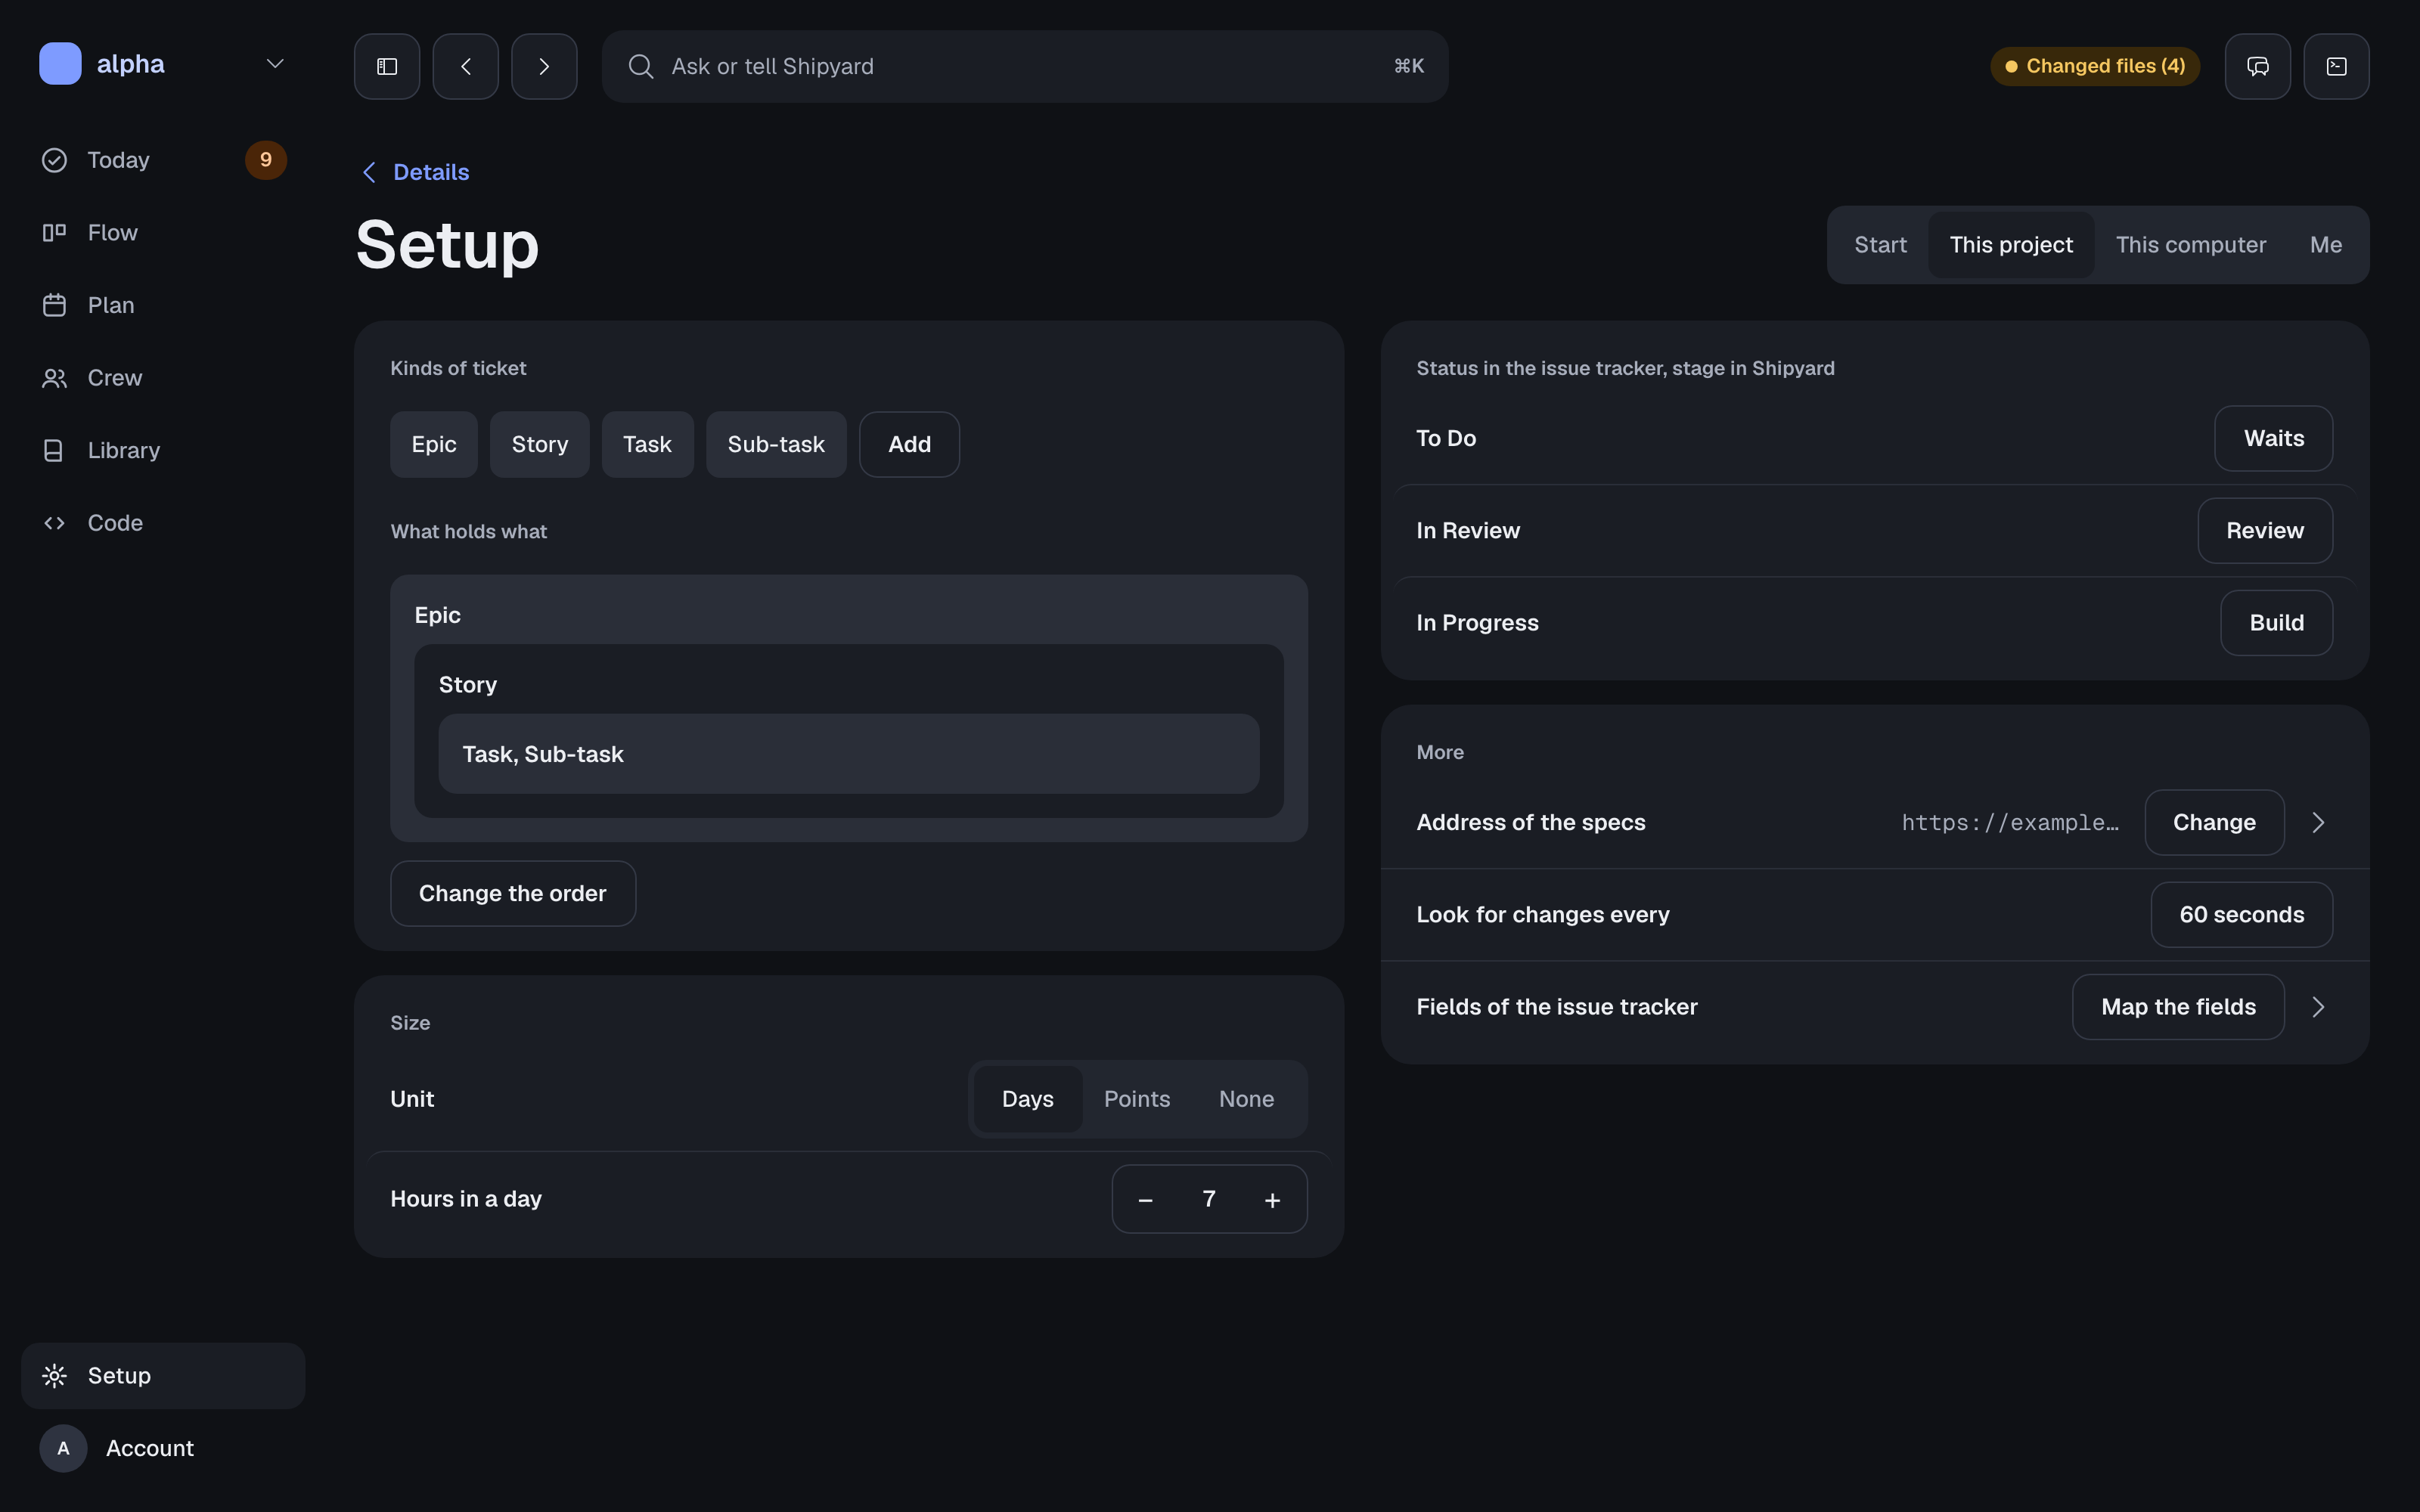 alpha
Ask or tell Shipyard
⌘K
Changed files (4)
Today
9
Flow
Plan
Crew
Library
Code
Setup
A
Account
Details
Setup
Start
This project
This computer
Me
Kinds of ticket
Epic
Story
Task
Sub-task
Add
What holds what
Epic
Story
Task, Sub-task
Change the order
Size
Unit
Days
Points
None
Hours in a day
− 7 +
Status in the issue tracker, stage in Shipyard
To Do
Waits
In Review
Review
In Progress
Build
More
Address of the specs
https://example…
Change
Look for changes every
60 seconds
Fields of the issue tracker
Map the fields